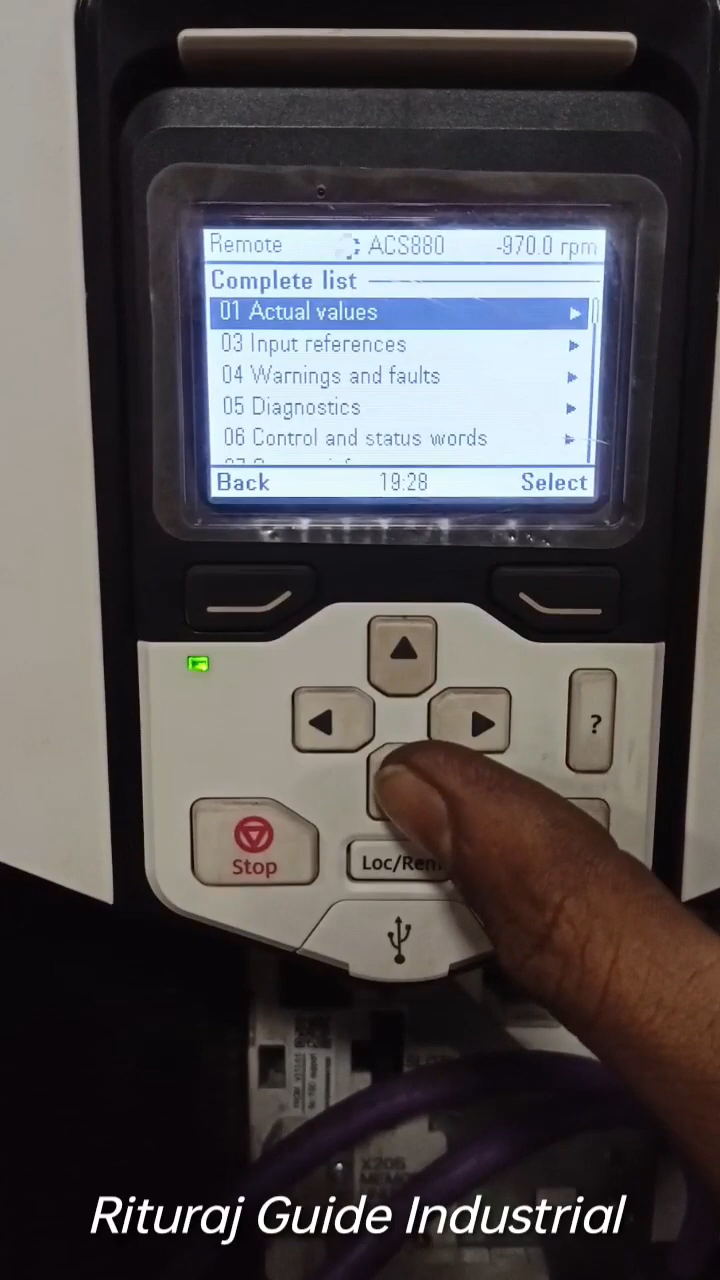 Remote ACS880 -970.0 rpm
Complete list
01 Actual values
03 Input references
04 Warnings and faults
05 Diagnostics
06 Control and status words
Back 19:28 Select
?
Stop
Loc/Rem
X205
Rituraj Guide Industrial